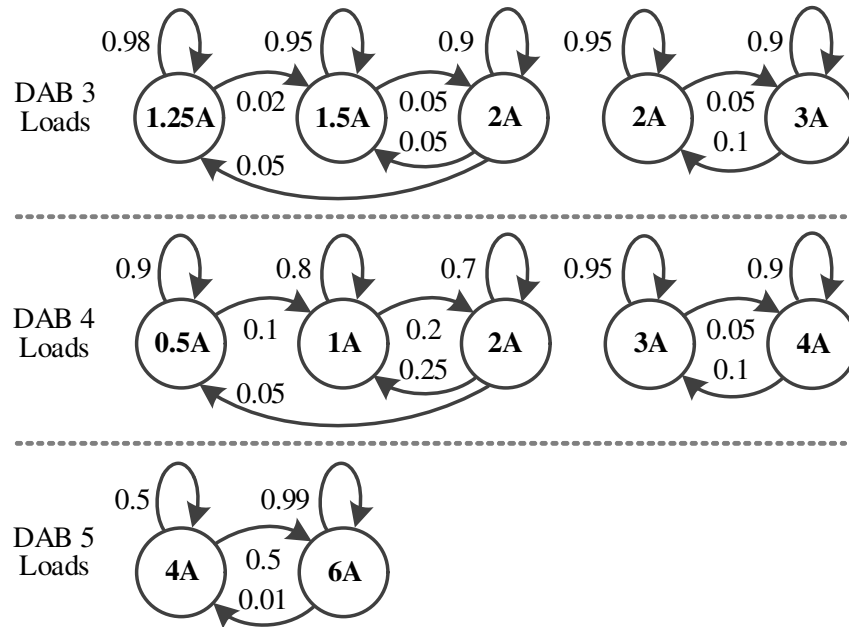 0.98 0.95 0.9 0.95 0.9
DAB 3
Loads
1.25A 0.02 1.5A 0.05 2A 2A 0.05 3A
0.05 0.05 0.1
0.9 0.8 0.7 0.95 0.9
DAB 4
Loads
0.5A 0.1 1A 0.2 2A 3A 0.05 4A
0.05 0.25 0.1
0.5 0.99
DAB 5
Loads
4A 0.5 6A
0.01